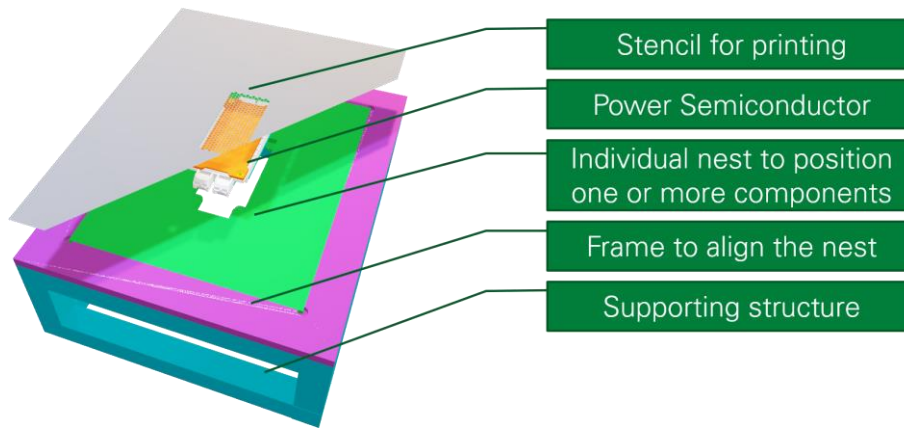 Stencil for printing
Power Semiconductor
Individual nest to position
one or more components
Frame to align the nest
Supporting structure